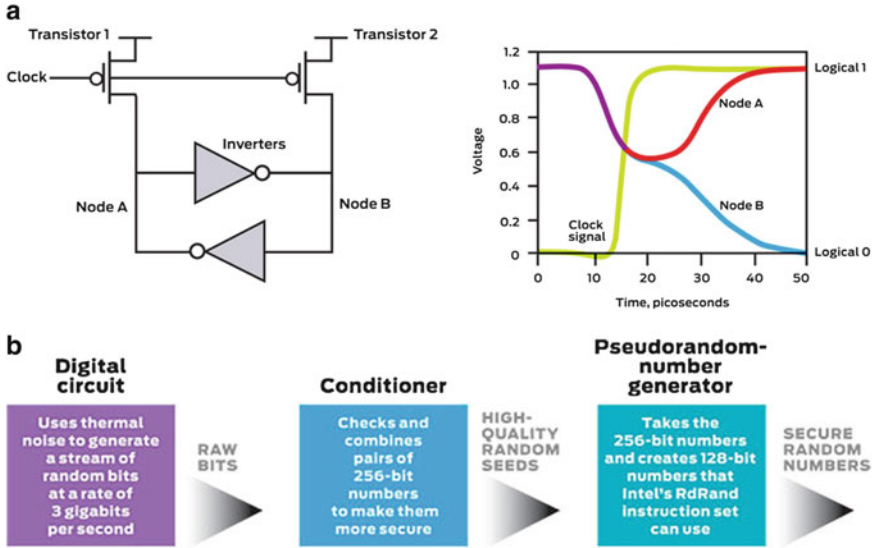 a
Transistor 1
Transistor 2
Clock
Inverters
Node A
Node B
1.2
1.0
0.8
0.6
0.4
0.2
0
Voltage
Logical 1
Node A
Node B
Clock
signal
Logical 0
0 10 20 30 40 50
Time, picoseconds
b
Digital
circuit
Uses thermal
noise to generate
a stream of
random bits
at a rate of
3 gigabits
per second
RAW
BITS
Conditioner
Checks and
combines
pairs of
256-bit
numbers
to make them
more secure
HIGH-
QUALITY
RANDOM
SEEDS
Pseudorandom-
number
generator
Takes the
256-bit numbers
and creates 128-bit
numbers that
Intel's RdRand
instruction set
can use
SECURE
RANDOM
NUMBERS